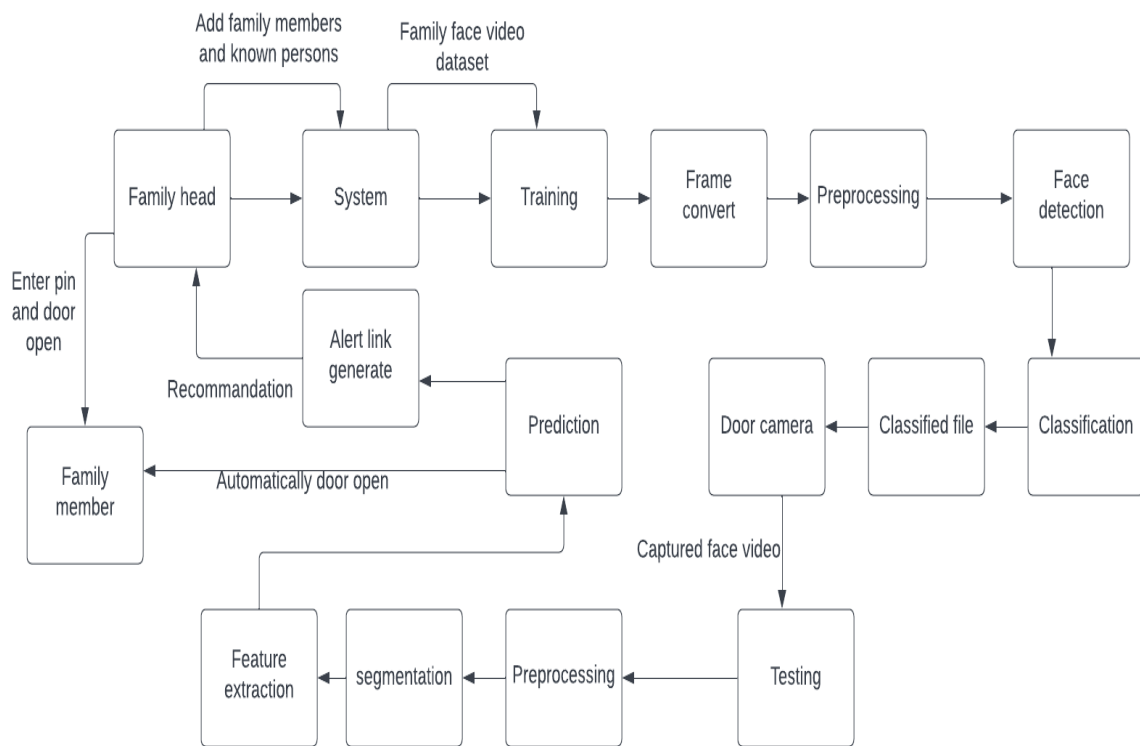 Add family members
and known persons
Family face video
dataset
Family head
System
Training
Frame
convert
Preprocessing
Face
detection
Enter pin
and door
open
Alert link
generate
Recommandation
Prediction
Door camera
Classified file
Classification
Family
member
Automatically door open
Captured face video
Feature
extraction
segmentation
Preprocessing
Testing